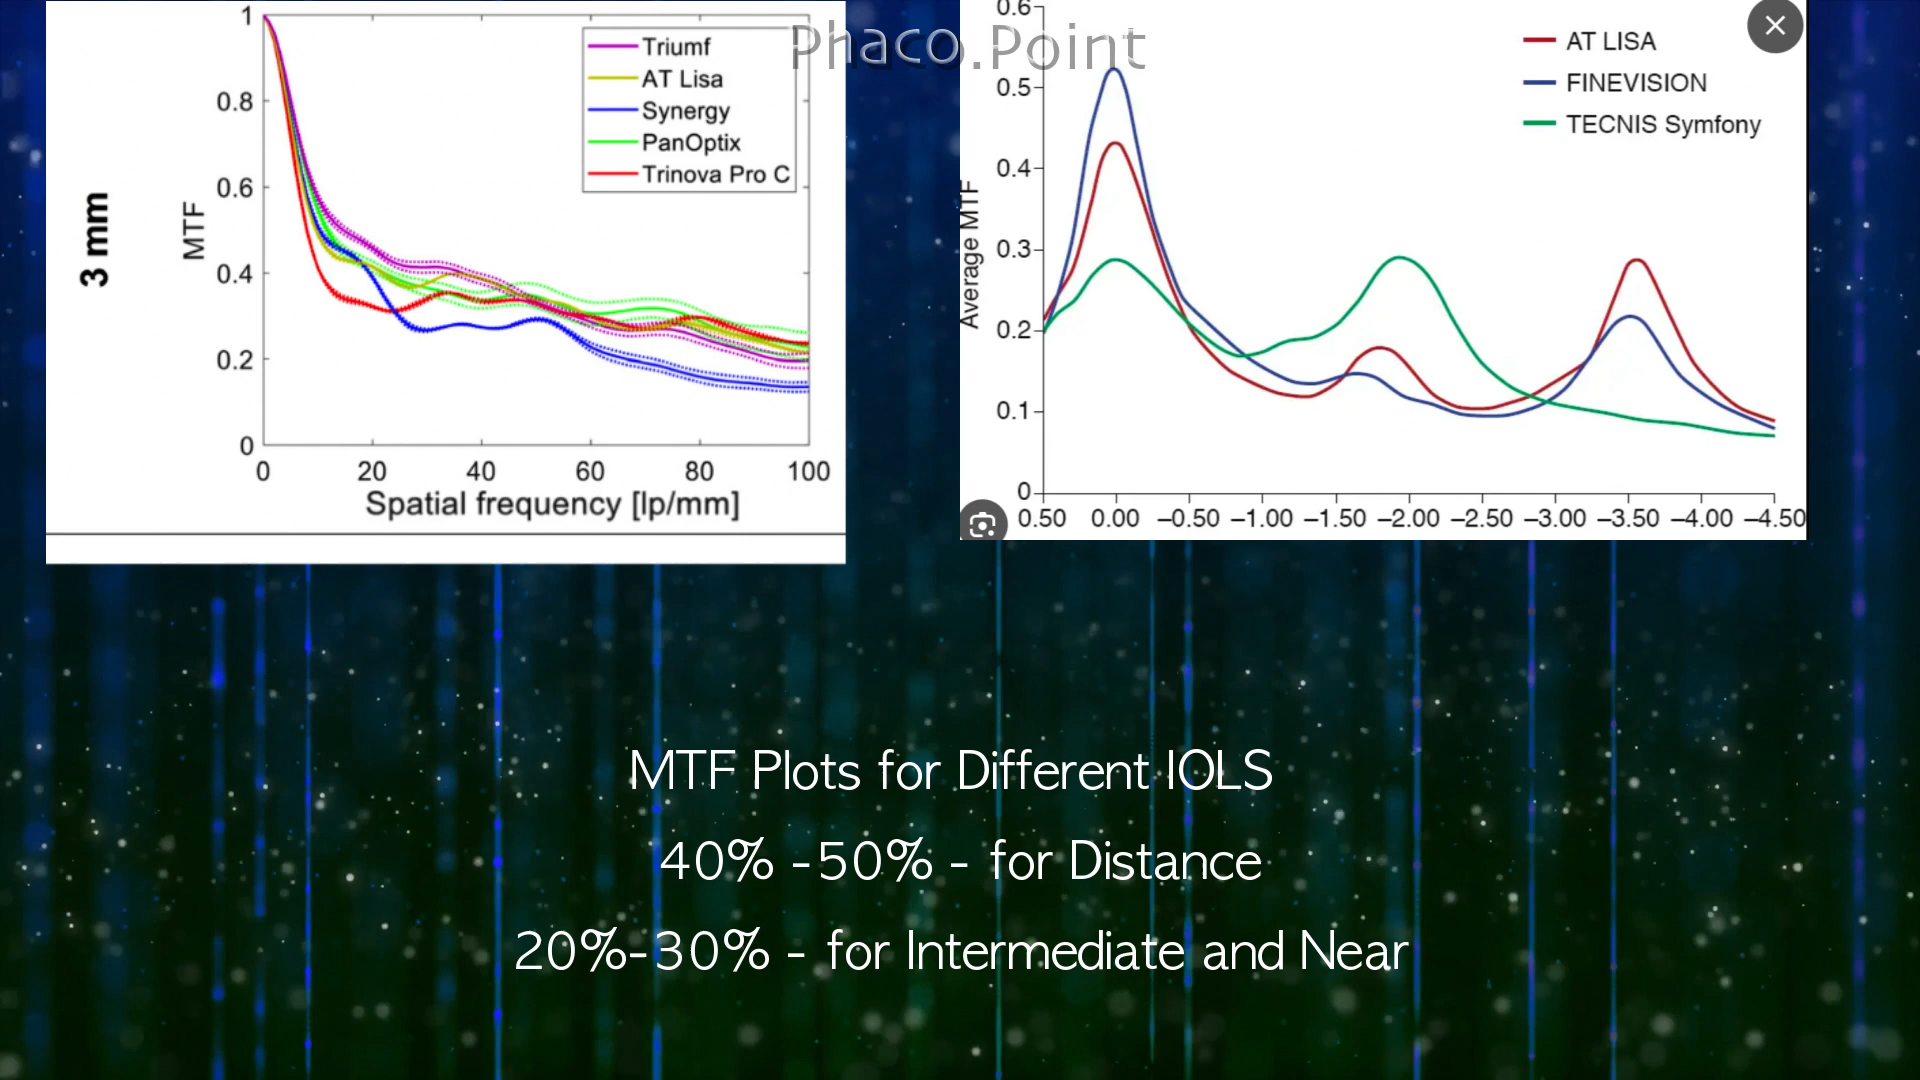 Phaco.Point
3 mm
MTF
1
0.8
0.6
0.4
0.2
0
0 20 40 60 80 100
Spatial frequency [lp/mm]
Triumf
AT Lisa
Synergy
PanOptix
Trinova Pro C
Average MTF
0.6
0.5
0.4
0.3
0.2
0.1
0
0.50 0.00 –0.50 –1.00 –1.50 –2.00 –2.50 –3.00 –3.50 –4.00 –4.50
AT LISA
FINEVISION
TECNIS Symfony
MTF Plots for Different IOLS
40% -50% - for Distance
20%-30% - for Intermediate and Near